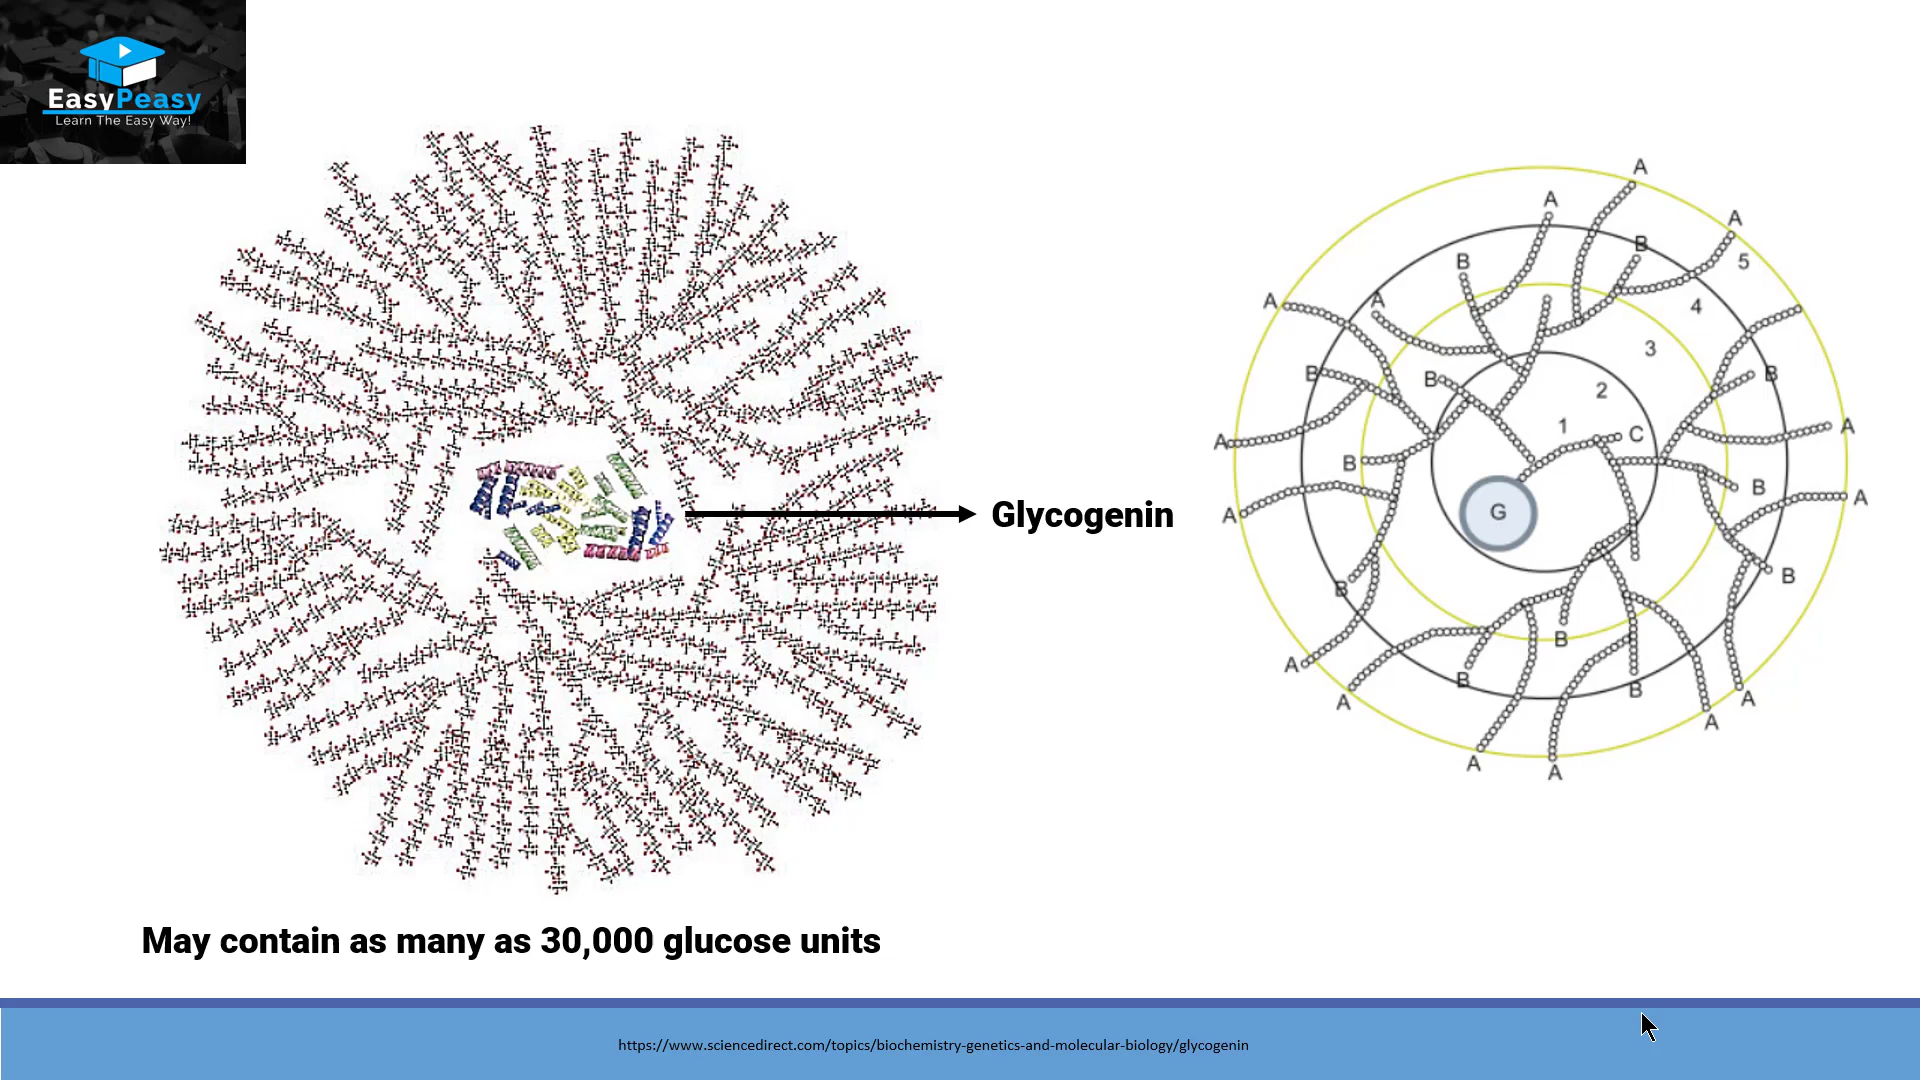 EasyPeasy
Learn The Easy Way!
A
A
A
B
B
5
A
A
4
3
B
B
B
2
1
C
A
A
B
B
A
A
G
B
B
B
A
B
B
A
A
A
A
A
Glycogenin
May contain as many as 30,000 glucose units
https://www.sciencedirect.com/topics/biochemistry-genetics-and-molecular-biology/glycogenin